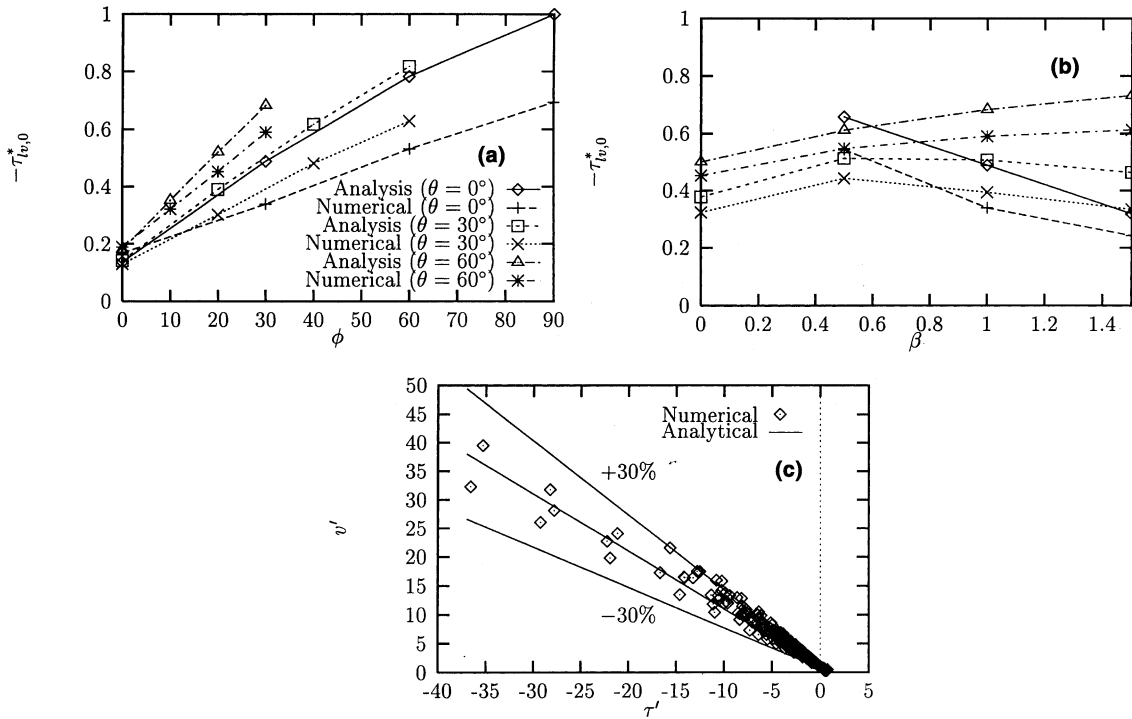 1
0.8
0.6
0.4
0.2
0
−τ*lv,0
(a)
Analysis (θ = 0°)
Numerical (θ = 0°)
Analysis (θ = 30°)
Numerical (θ = 30°)
Analysis (θ = 60°)
Numerical (θ = 60°)
0 10 20 30 40 50 60 70 80 90
ϕ
1
0.8
0.6
0.4
0.2
0
−τ*lv,0
(b)
0 0.2 0.4 0.6 0.8 1 1.2 1.4
β
50
45
40
35
30
25
20
15
10
5
0
v′
Numerical
Analytical
(c)
+30%
−30%
-40 -35 -30 -25 -20 -15 -10 -5 0 5
τ′